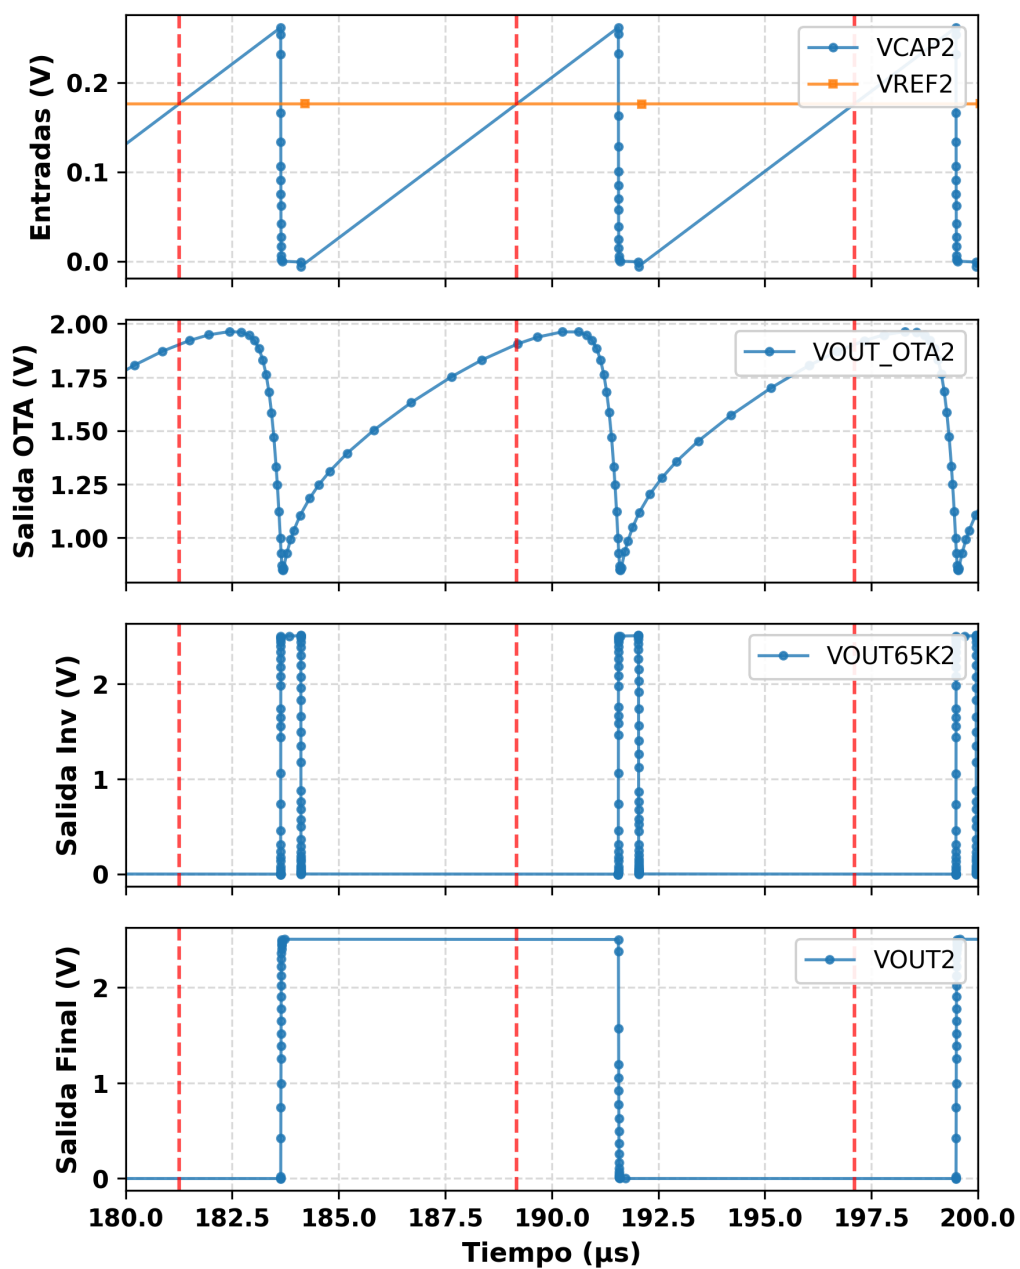 Entradas (V)
0.2
0.1
0.0
VCAP2
VREF2
Salida OTA (V)
2.00
1.75
1.50
1.25
1.00
VOUT_OTA2
Salida Inv (V)
2
1
0
VOUT65K2
Salida Final (V)
2
1
0
VOUT2
180.0 182.5 185.0 187.5 190.0 192.5 195.0 197.5 200.0
Tiempo (µs)